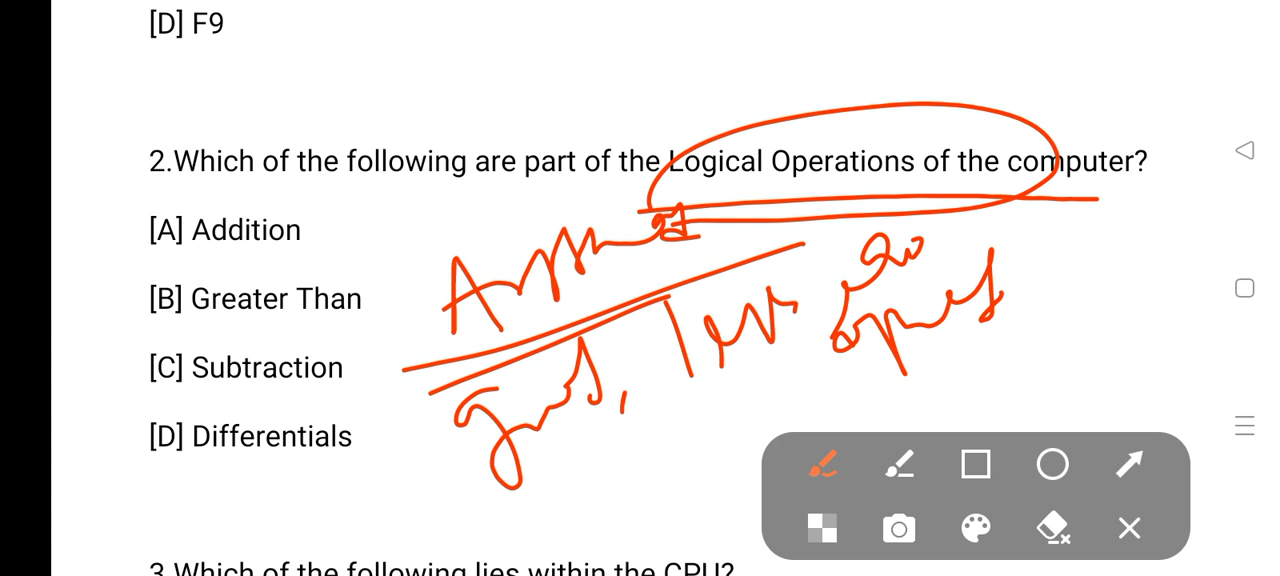 [D] F9
2.Which of the following are part of the Logical Operations of the computer?
[A] Addition
[B] Greater Than
[C] Subtraction
[D] Differentials
3.Which of the following lies within the CPU?